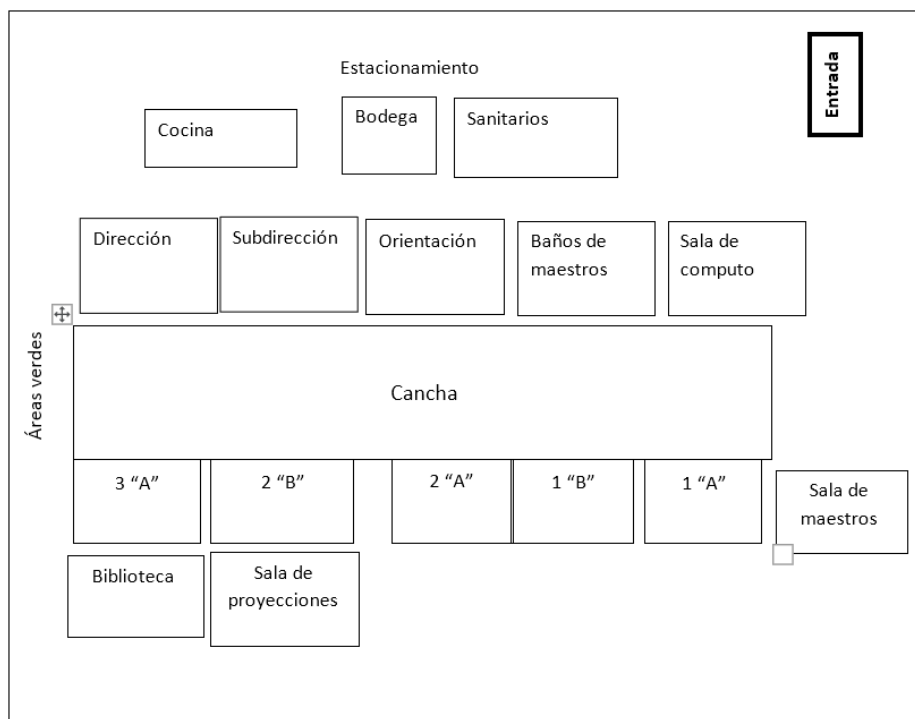 Estacionamiento
Entrada
Cocina
Bodega
Sanitarios
Dirección
Subdirección
Orientación
Baños de
maestros
Sala de
computo
Áreas verdes
Cancha
3 “A”
2 “B”
2 “A”
1 “B”
1 “A”
Sala de
maestros
Biblioteca
Sala de
proyecciones